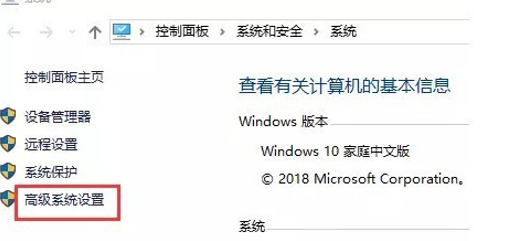 系统
控制面板 › 系统和安全 › 系统
控制面板主页
设备管理器
远程设置
系统保护
高级系统设置
查看有关计算机的基本信息
Windows 版本
Windows 10 家庭中文版
© 2018 Microsoft Corporation。
系统